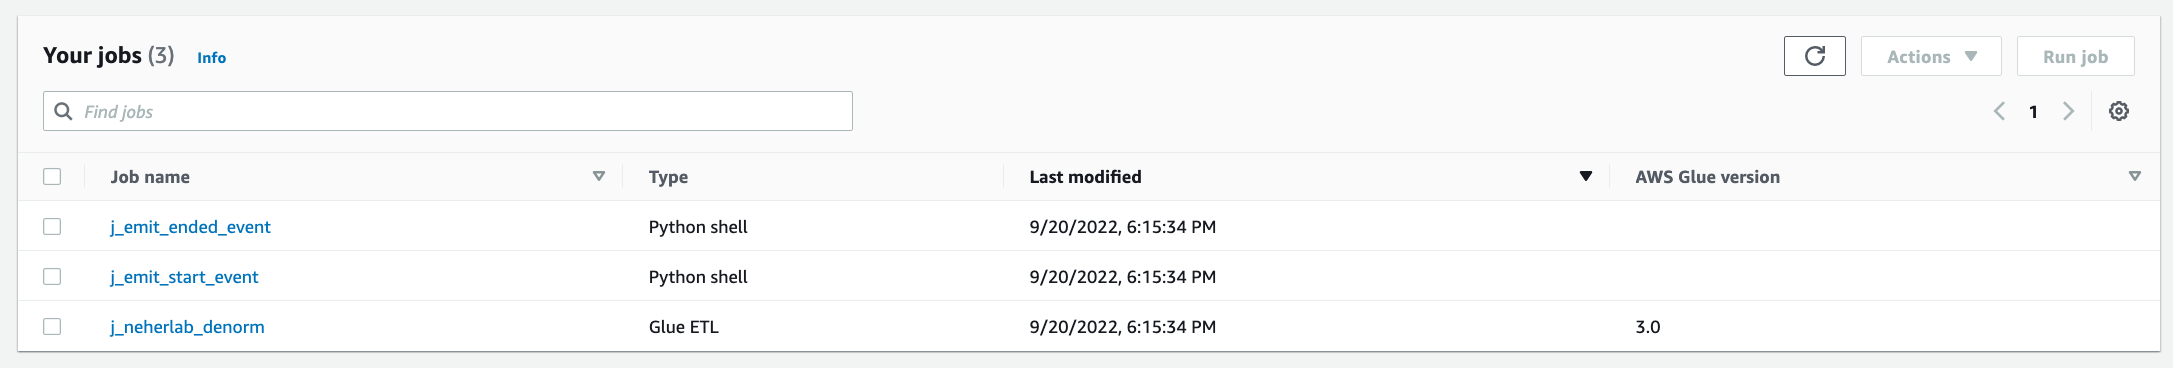 Your jobs (3) Info
Actions Run job
Find jobs
1
Job name Type Last modified AWS Glue version
j_emit_ended_event Python shell 9/20/2022, 6:15:34 PM
j_emit_start_event Python shell 9/20/2022, 6:15:34 PM
j_neherlab_denorm Glue ETL 9/20/2022, 6:15:34 PM 3.0